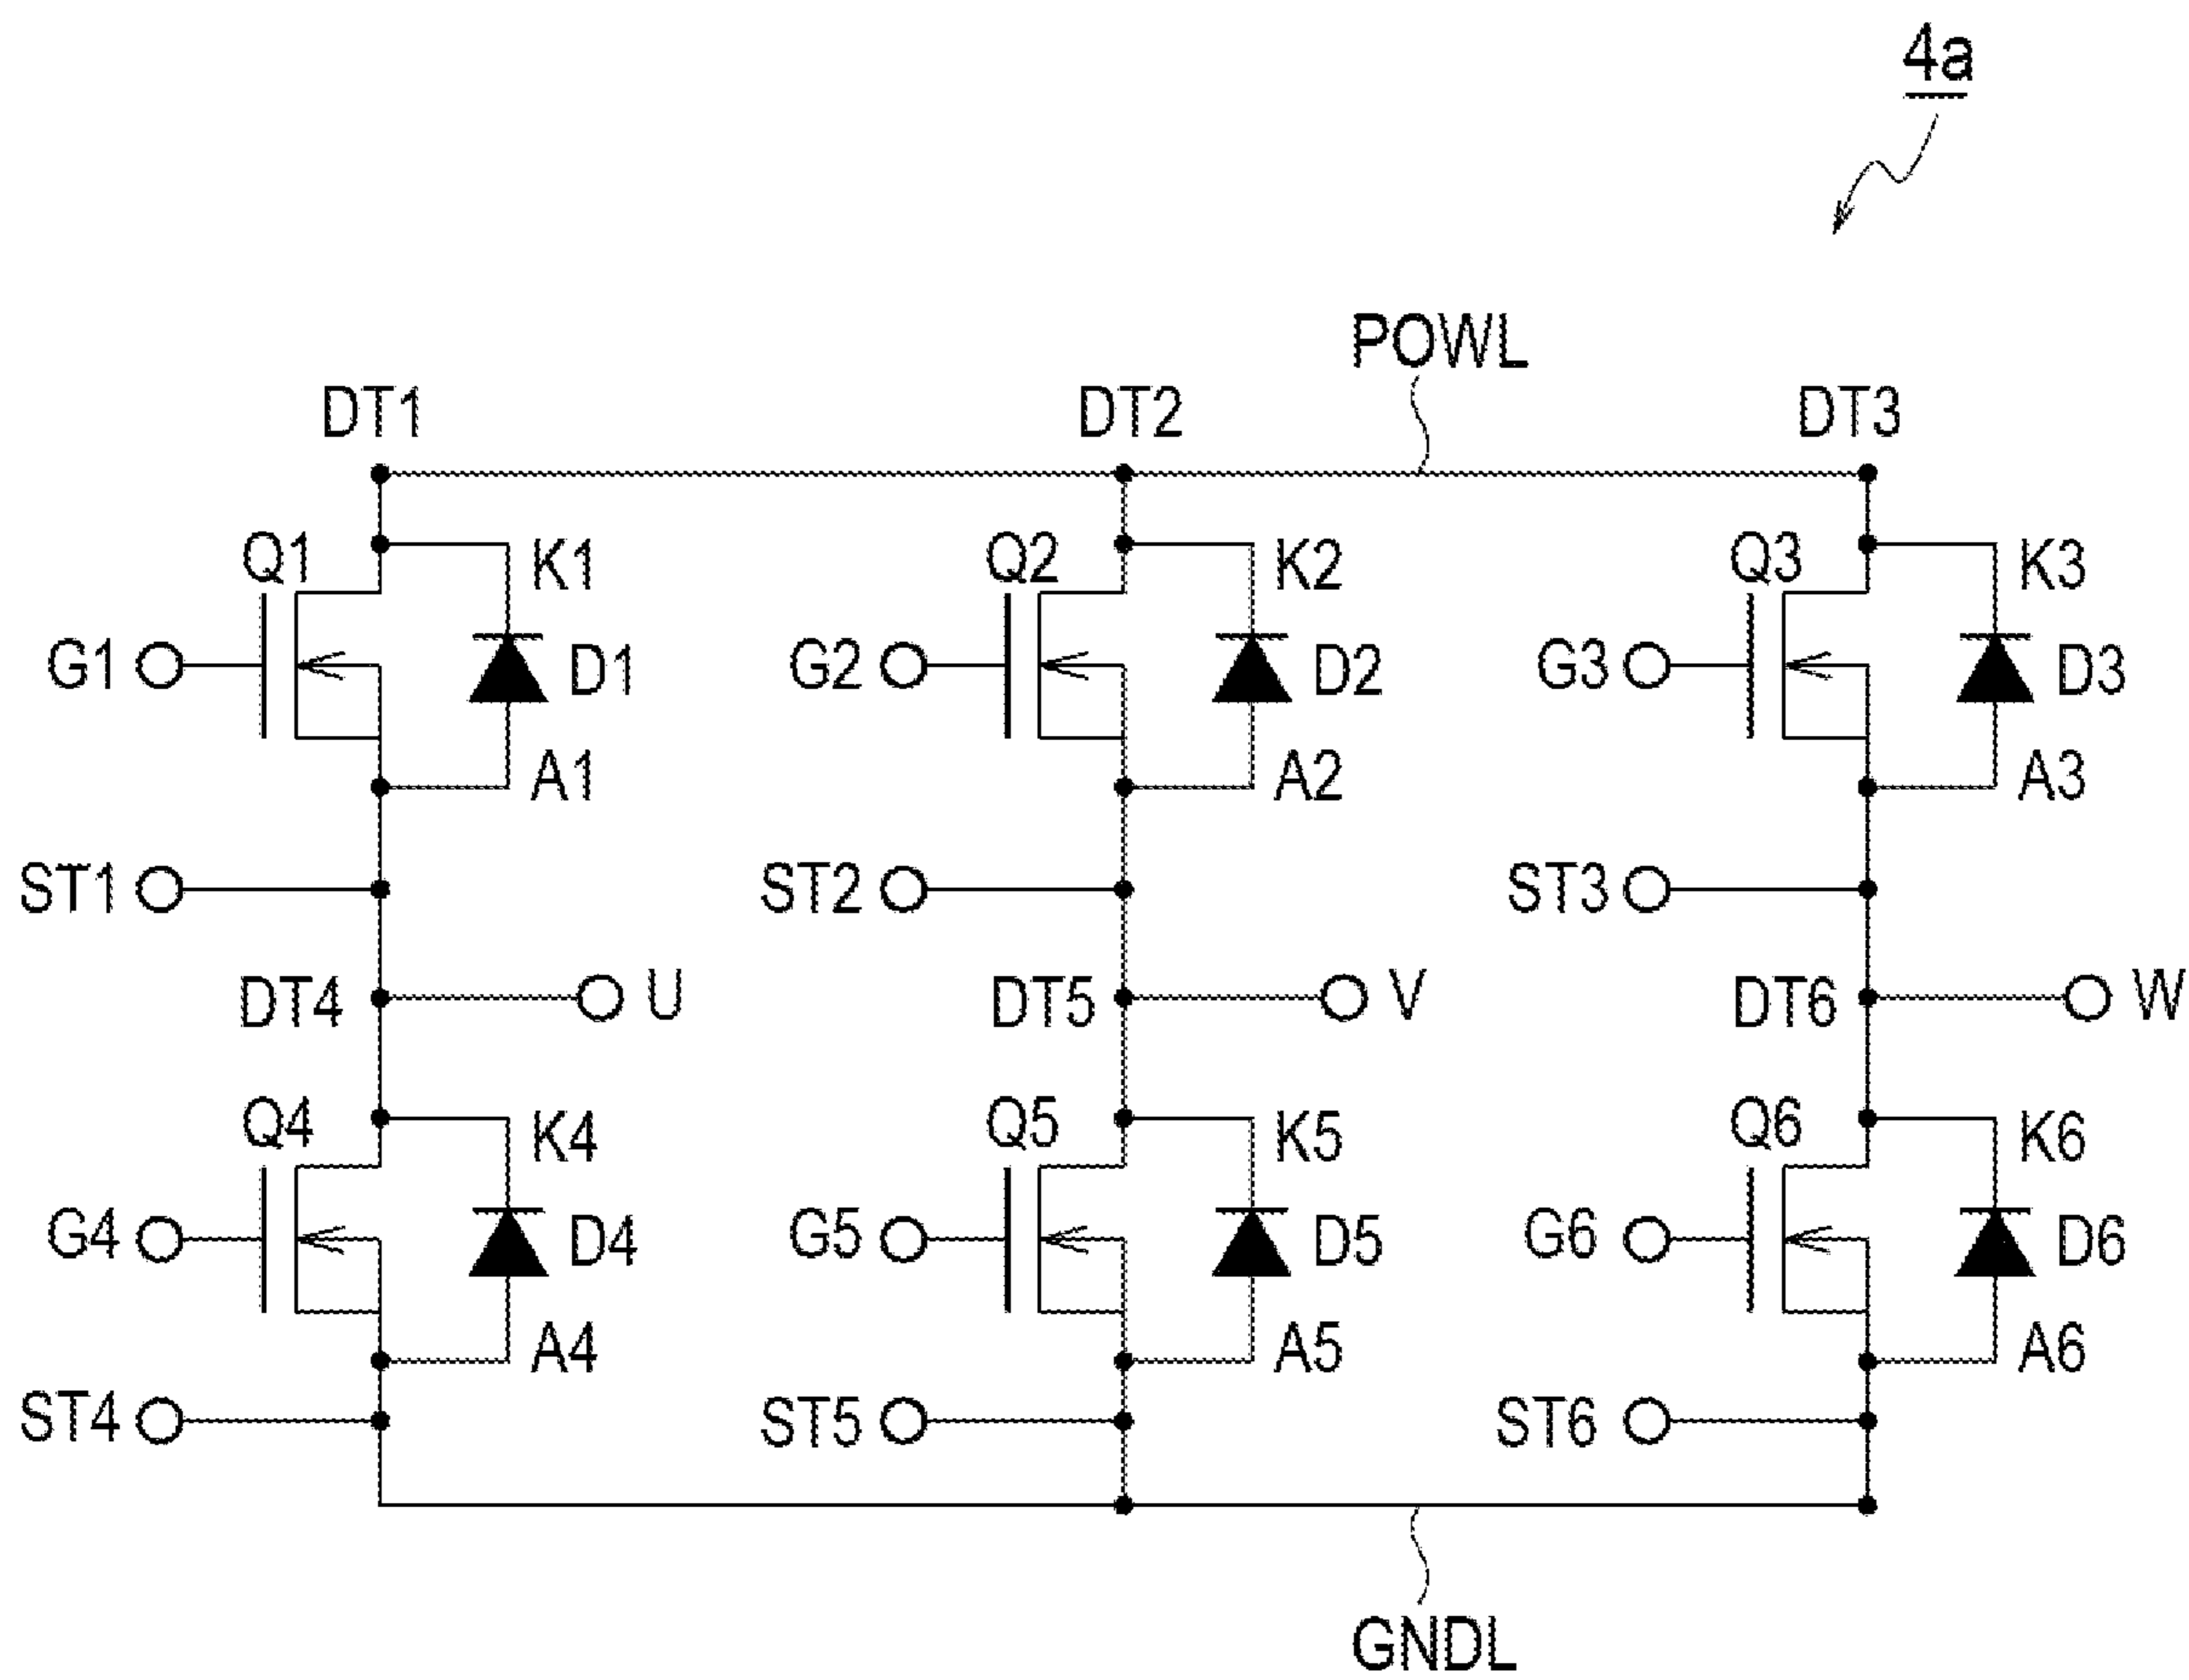 4a
POWL
DT1 DT2 DT3
Q1 K1 Q2 K2 Q3 K3
G1 D1 G2 D2 G3 D3
A1 A2 A3
ST1 ST2 ST3
DT4 U DT5 V DT6 W
Q4 K4 Q5 K5 Q6 K6
G4 D4 G5 D5 G6 D6
A4 A5 A6
ST4 ST5 ST6
GNDL